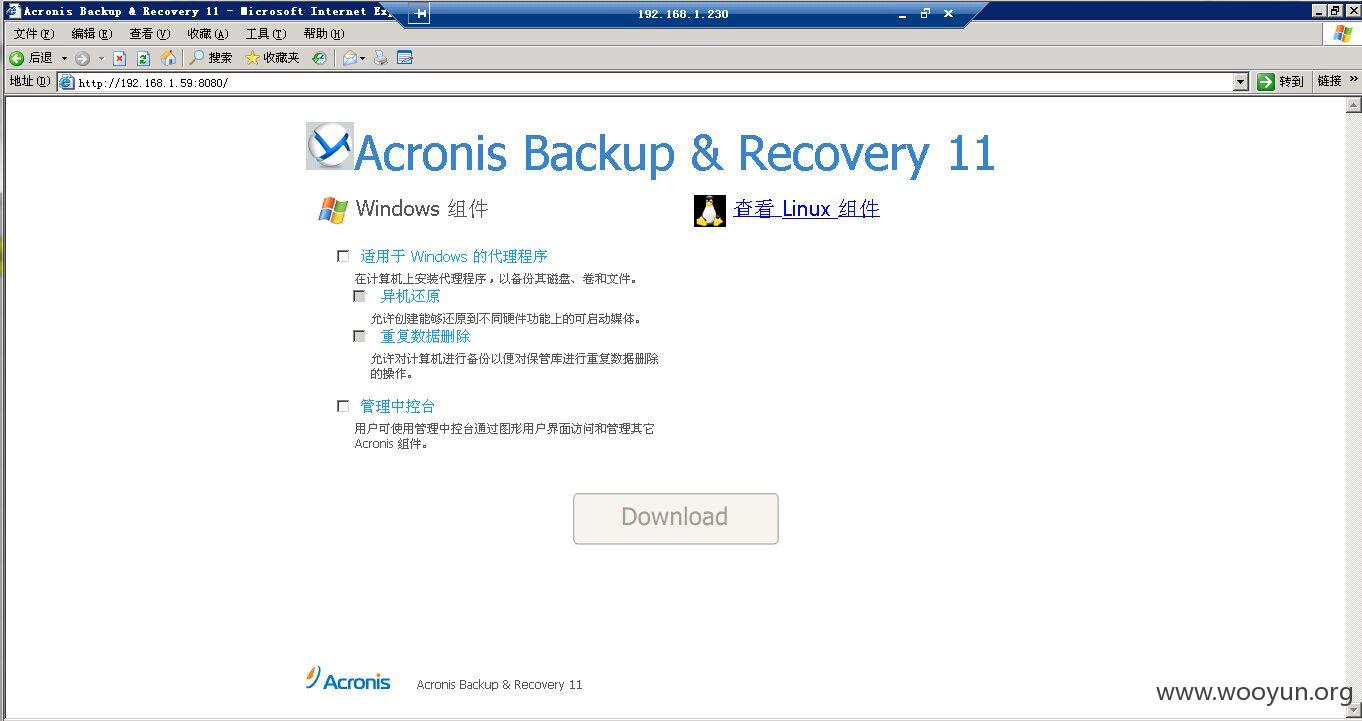 Acronis Backup & Recovery 11 - Microsoft Internet Ex
192.168.1.230
文件(F) 编辑(E) 查看(V) 收藏(A) 工具(T) 帮助(H)
后退 搜索 收藏夹
地址(D) http://192.168.1.59:8080/ 转到 链接 »
Acronis Backup & Recovery 11
Windows 组件
查看 Linux 组件
适用于 Windows 的代理程序
在计算机上安装代理程序，以备份其磁盘、卷和文件。
异机还原
允许创建能够还原到不同硬件功能上的可启动媒体。
重复数据删除
允许对计算机进行备份以便对保管库进行重复数据删除
的操作。
管理中控台
用户可使用管理中控台通过图形用户界面访问和管理其它
Acronis 组件。
Download
Acronis Acronis Backup & Recovery 11
www.wooyun.org